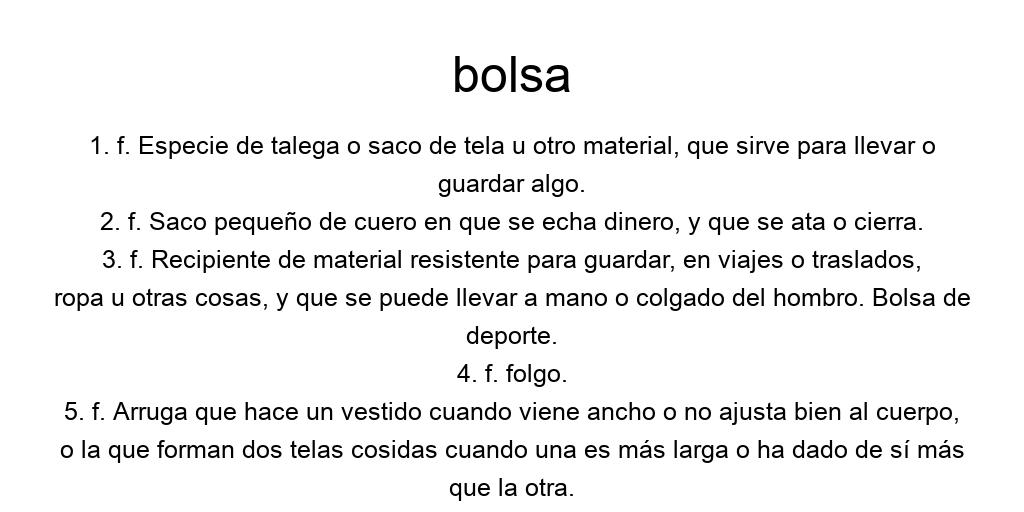 bolsa
1. f. Especie de talega o saco de tela u otro material, que sirve para llevar o
guardar algo.
2. f. Saco pequeño de cuero en que se echa dinero, y que se ata o cierra.
3. f. Recipiente de material resistente para guardar, en viajes o traslados,
ropa u otras cosas, y que se puede llevar a mano o colgado del hombro. Bolsa de
deporte.
4. f. folgo.
5. f. Arruga que hace un vestido cuando viene ancho o no ajusta bien al cuerpo,
o la que forman dos telas cosidas cuando una es más larga o ha dado de sí más
que la otra.